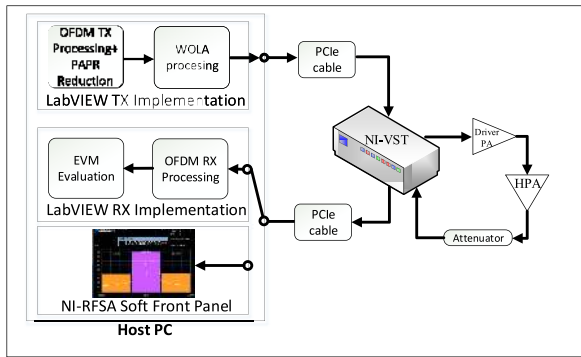 OFDM TX
Processing+
PAPR
Reduction
WOLA
procesing
LabVIEW TX Implementation
PCIe
cable
NI-VST
Driver
PA
HPA
Attenuator
EVM
Evaluation
OFDM RX
Processing
LabVIEW RX Implementation
PCIe
cable
NI-RFSA Soft Front Panel
Host PC